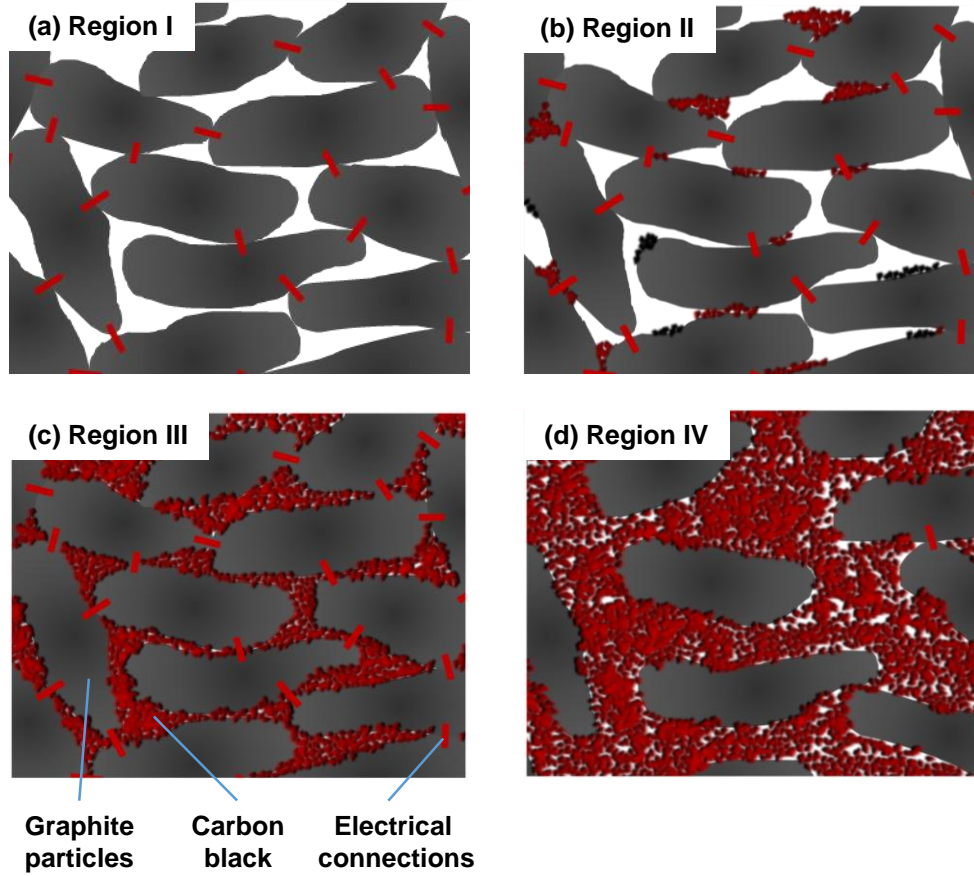 (a) Region I
(b) Region II
(c) Region III
(d) Region IV
Graphite
particles
Carbon
black
Electrical
connections